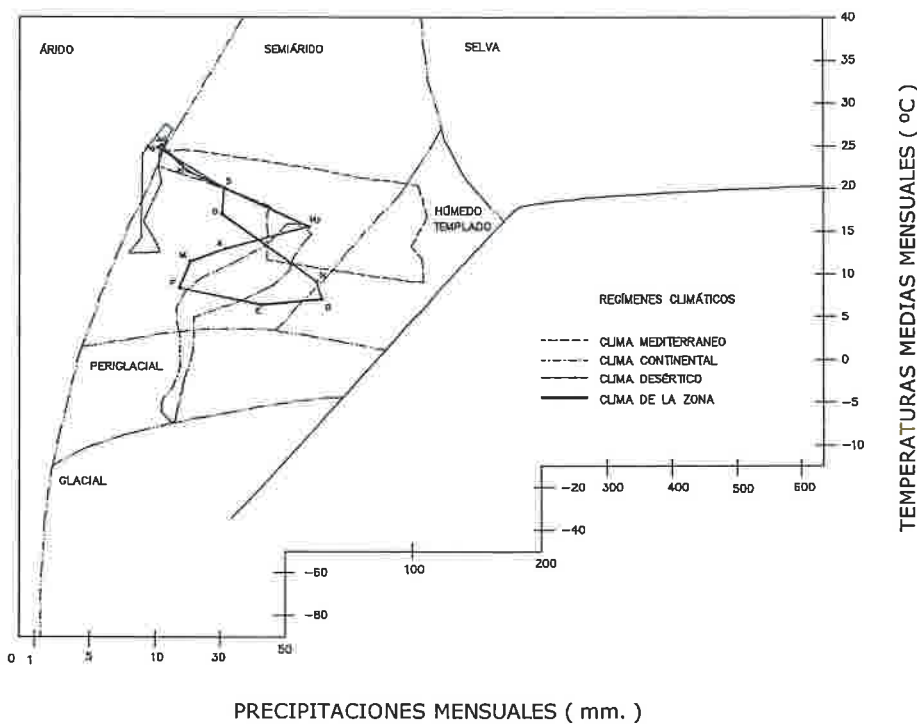 ÁRIDO
SEMIÁRIDO
SELVA
HÚMEDO
TEMPLADO
PERIGLACIAL
GLACIAL
REGÍMENES CLIMÁTICOS
CLIMA MEDITERRANEO
CLIMA CONTINENTAL
CLIMA DESÉRTICO
CLIMA DE LA ZONA
S
O
My
A
M
F
E
D
N
40
35
30
25
20
15
10
5
0
-5
-10
300 400 500 600
-20
-40
100
200
-60
-80
0 1 5 10 30 50
TEMPERATURAS MEDIAS MENSUALES ( ºC )
PRECIPITACIONES MENSUALES ( mm. )